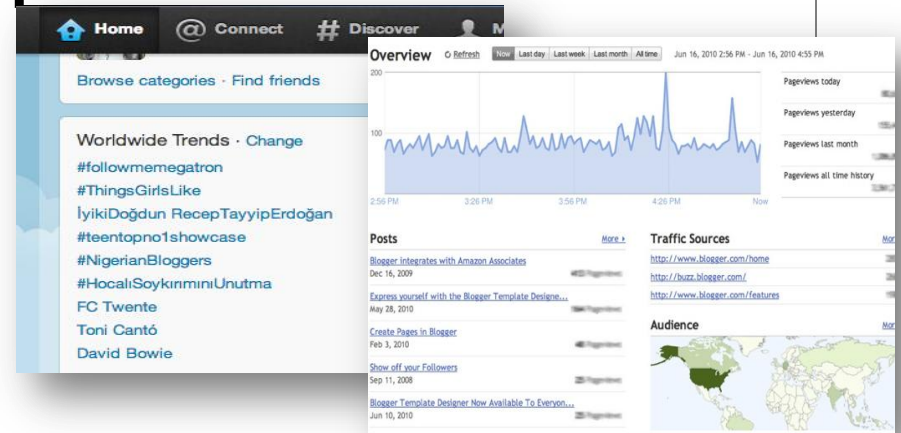 Home
Connect
# Discover
Browse categories · Find friends
Worldwide Trends · Change
#followmemegatron
#ThingsGirlsLike
İyikiDoğdun RecepTayyipErdoğan
#teentopno1showcase
#NigerianBloggers
#HocalıSoykırımınıUnutma
FC Twente
Toni Cantó
David Bowie
Overview Refresh Now Last day Last week Last month All time Jun 16, 2010 2:56 PM - Jun 16, 2010 4:55 PM
200
100
2:56 PM 3:26 PM 3:56 PM 4:26 PM Now
Pageviews today
Pageviews yesterday
Pageviews last month
Pageviews all time history
Posts More
Blogger integrates with Amazon Associates
Dec 16, 2009
Express yourself with the Blogger Template Designe...
May 28, 2010
Create Pages in Blogger
Feb 3, 2010
Show off your Followers
Sep 11, 2008
Blogger Template Designer Now Available To Everyon...
Jun 10, 2010
Traffic Sources
http://www.blogger.com/home
http://buzz.blogger.com/
http://www.blogger.com/features
Audience